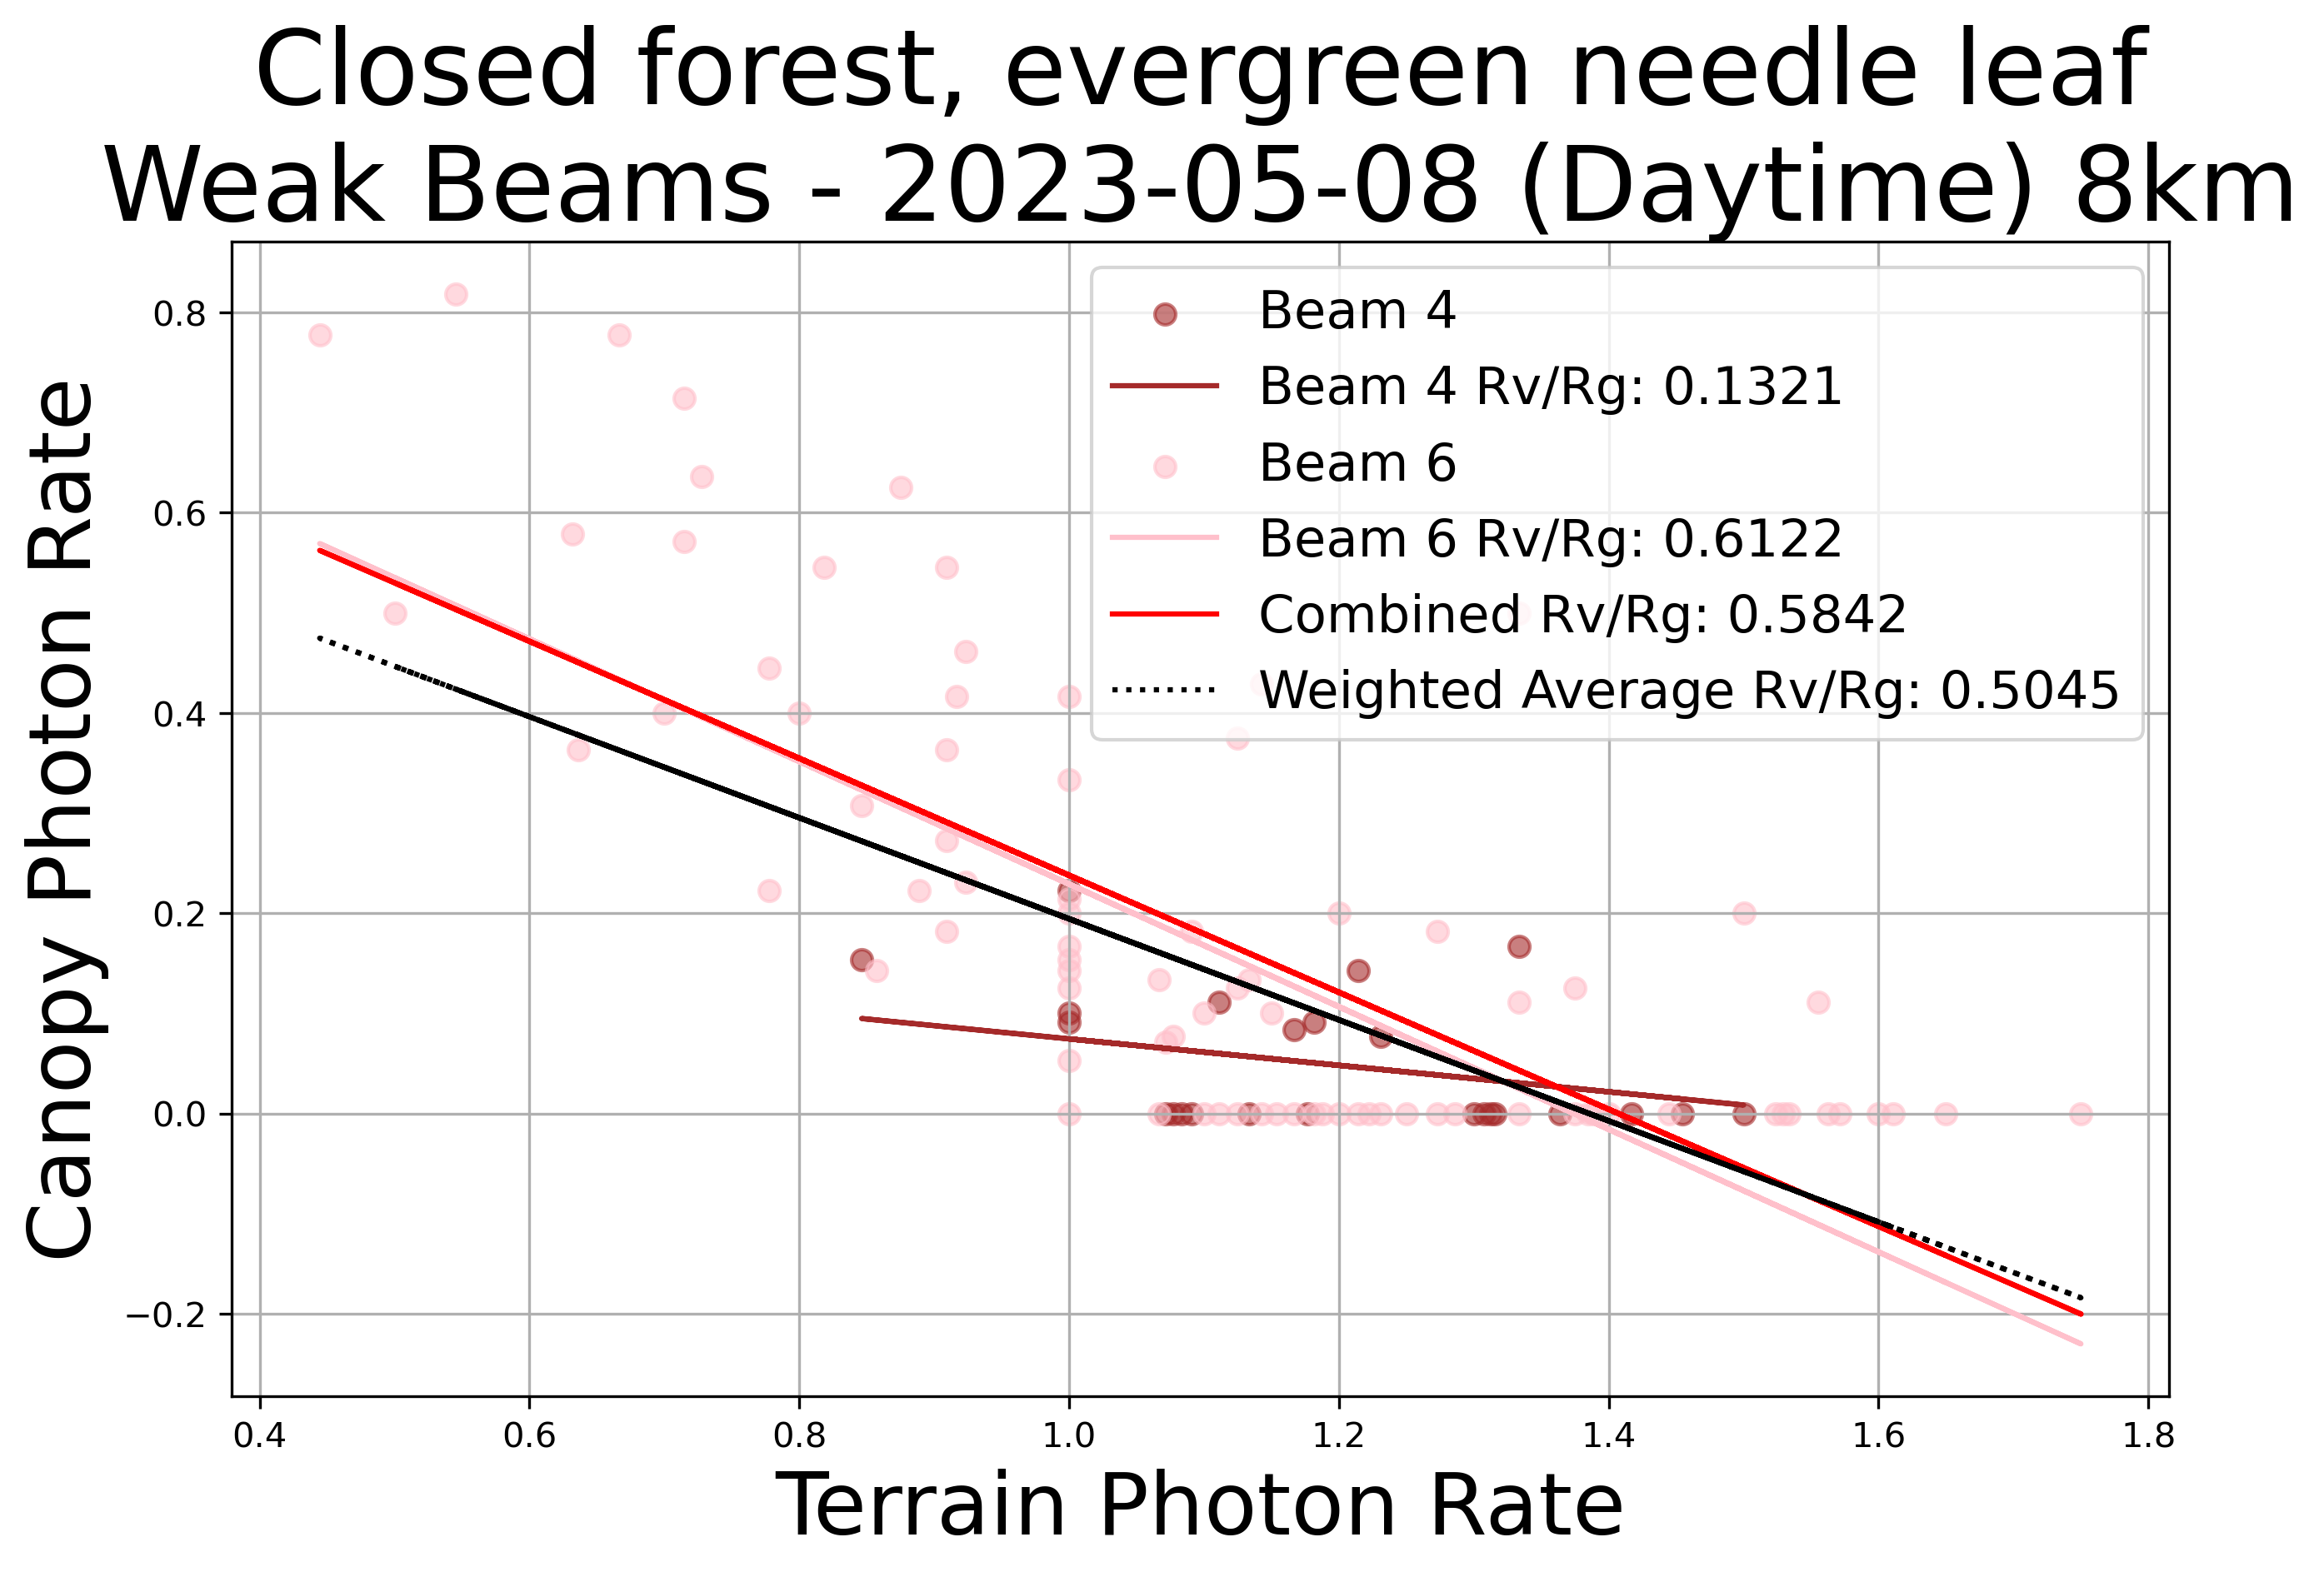 Closed forest, evergreen needle leaf
Weak Beams - 2023-05-08 (Daytime) 8km
Canopy Photon Rate
0.8
0.6
0.4
0.2
0.0
−0.2
Beam 4
Beam 4 Rv/Rg: 0.1321
Beam 6
Beam 6 Rv/Rg: 0.6122
Combined Rv/Rg: 0.5842
Weighted Average Rv/Rg: 0.5045
0.4 0.6 0.8 1.0 1.2 1.4 1.6 1.8
Terrain Photon Rate